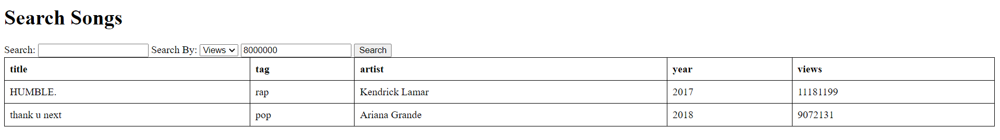 Search Songs
Search: Search By: Views 8000000 Search
title tag artist year views
HUMBLE. rap Kendrick Lamar 2017 11181199
thank u next pop Ariana Grande 2018 9072131